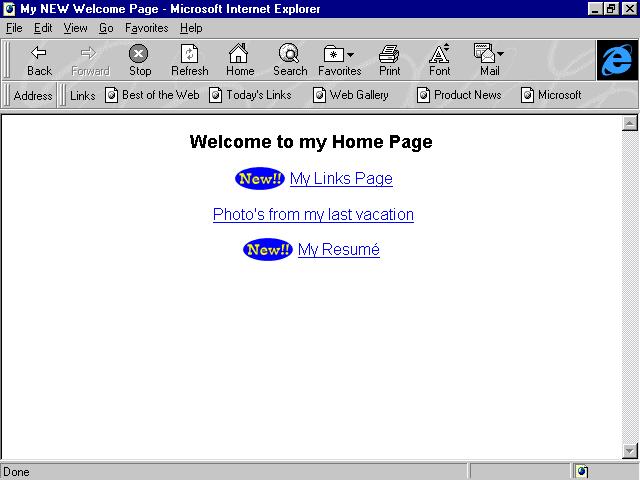 My NEW Welcome Page - Microsoft Internet Explorer
File Edit View Go Favorites Help
Back Forward Stop Refresh Home Search Favorites Print Font Mail
Address Links Best of the Web Today's Links Web Gallery Product News Microsoft
Welcome to my Home Page
New!! My Links Page
Photo's from my last vacation
New!! My Resumé
Done